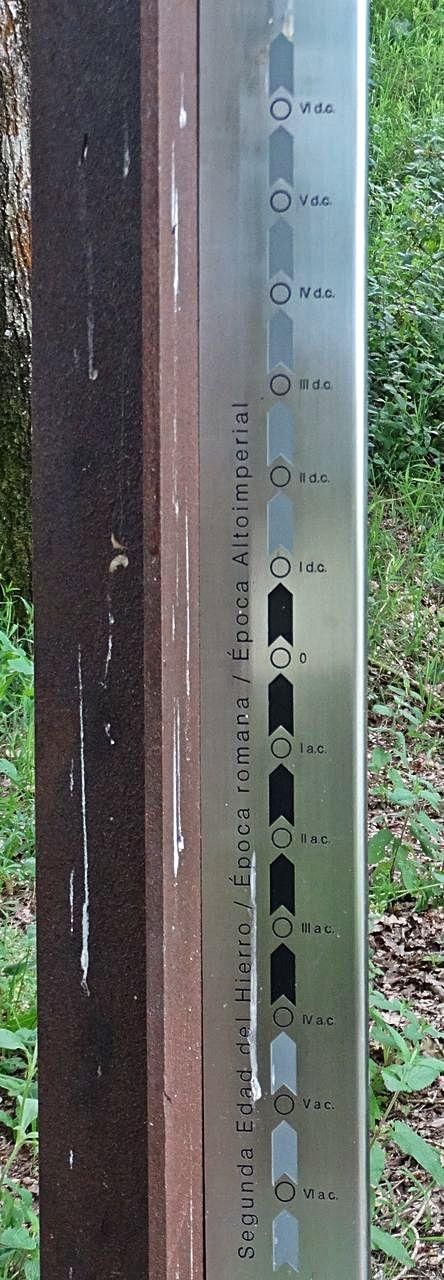 VI d.c.
V d.c.
IV d.c.
III d.c.
II d.c.
I d.c.
0
I a.c.
II a.c.
III a.c.
IV a.c.
V a.c.
VI a.c.
Segunda Edad del Hierro / Época romana / Época Altoimperial